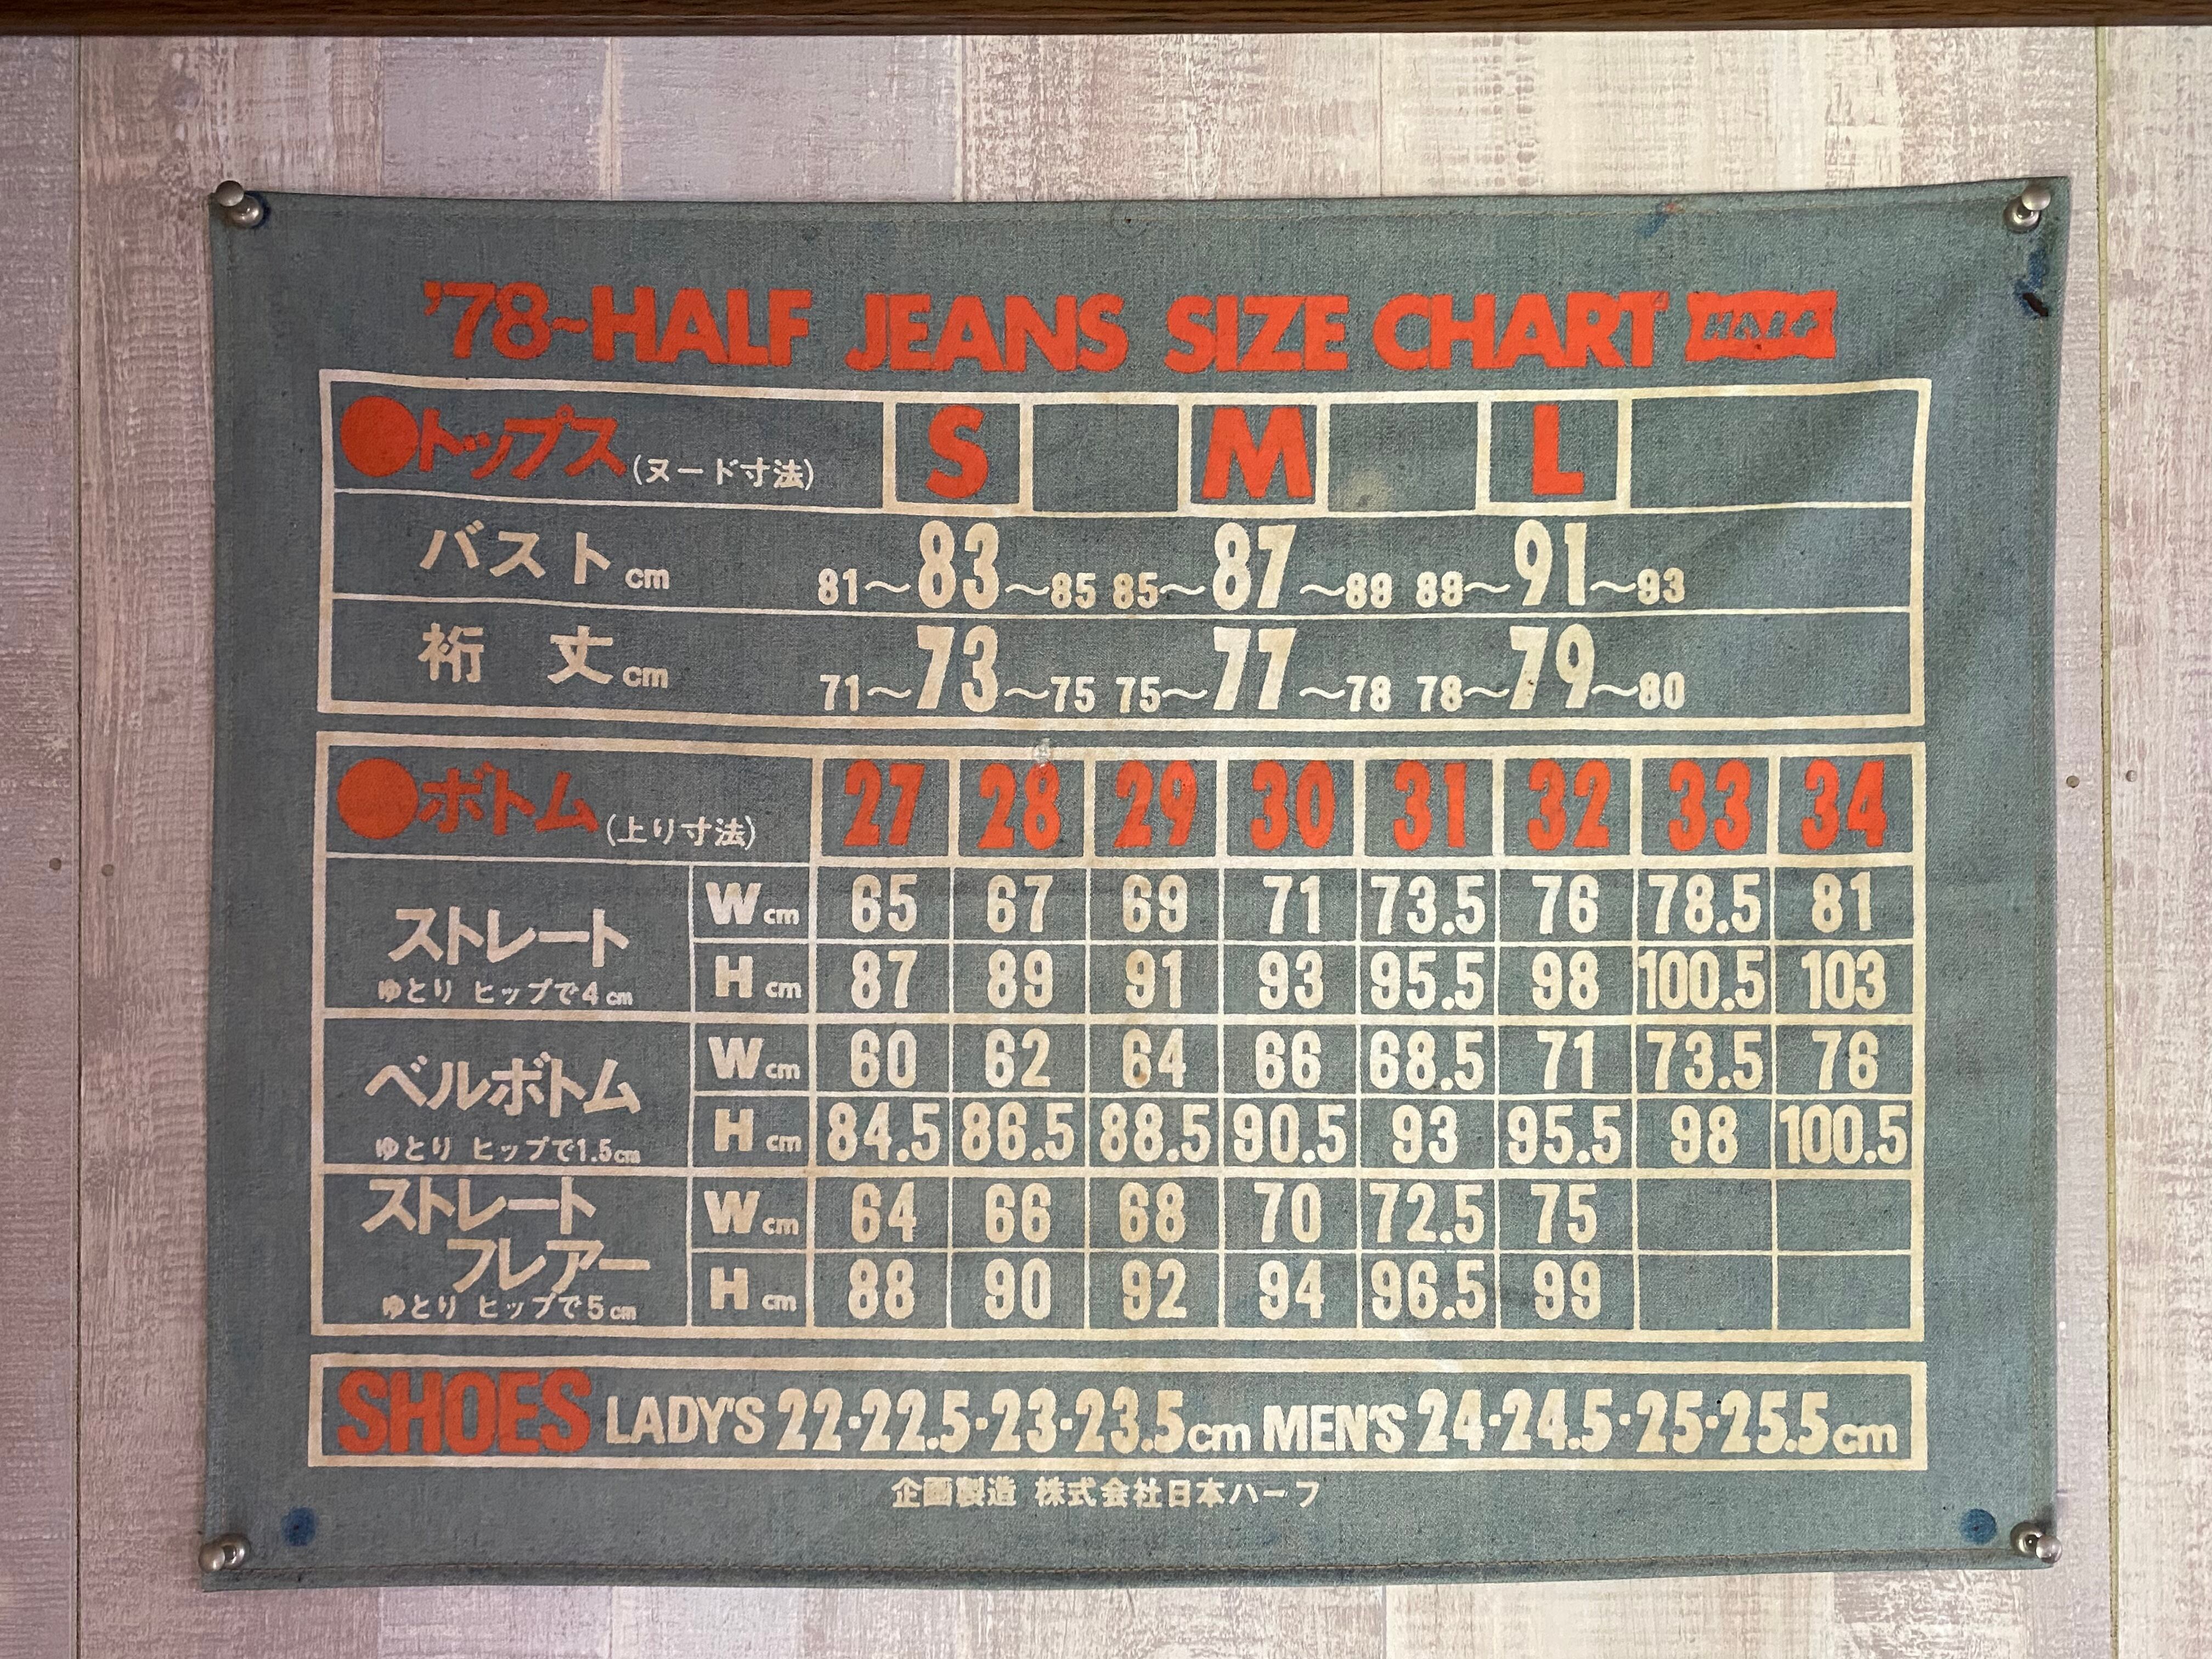 '78~HALF JEANS SIZE CHART HALF
●トップス(ヌード寸法) S M L
バスト cm 81~83~85 85~87~89 89~91~93
裄 丈 cm 71~73~75 75~77~78 78~79~80
●ボトム(上り寸法) 27 28 29 30 31 32 33 34
ストレート
ゆとり ヒップで4cm
W cm 65 67 69 71 73.5 76 78.5 81
H cm 87 89 91 93 95.5 98 100.5 103
ベルボトム
ゆとり ヒップで1.5cm
W cm 60 62 64 66 68.5 71 73.5 76
H cm 84.5 86.5 88.5 90.5 93 95.5 98 100.5
ストレート
フレアー
ゆとり ヒップで5cm
W cm 64 66 68 70 72.5 75
H cm 88 90 92 94 96.5 99
SHOES LADY'S 22·22.5·23·23.5cm MEN'S 24·24.5·25·25.5cm
企画製造 株式会社日本ハーフ